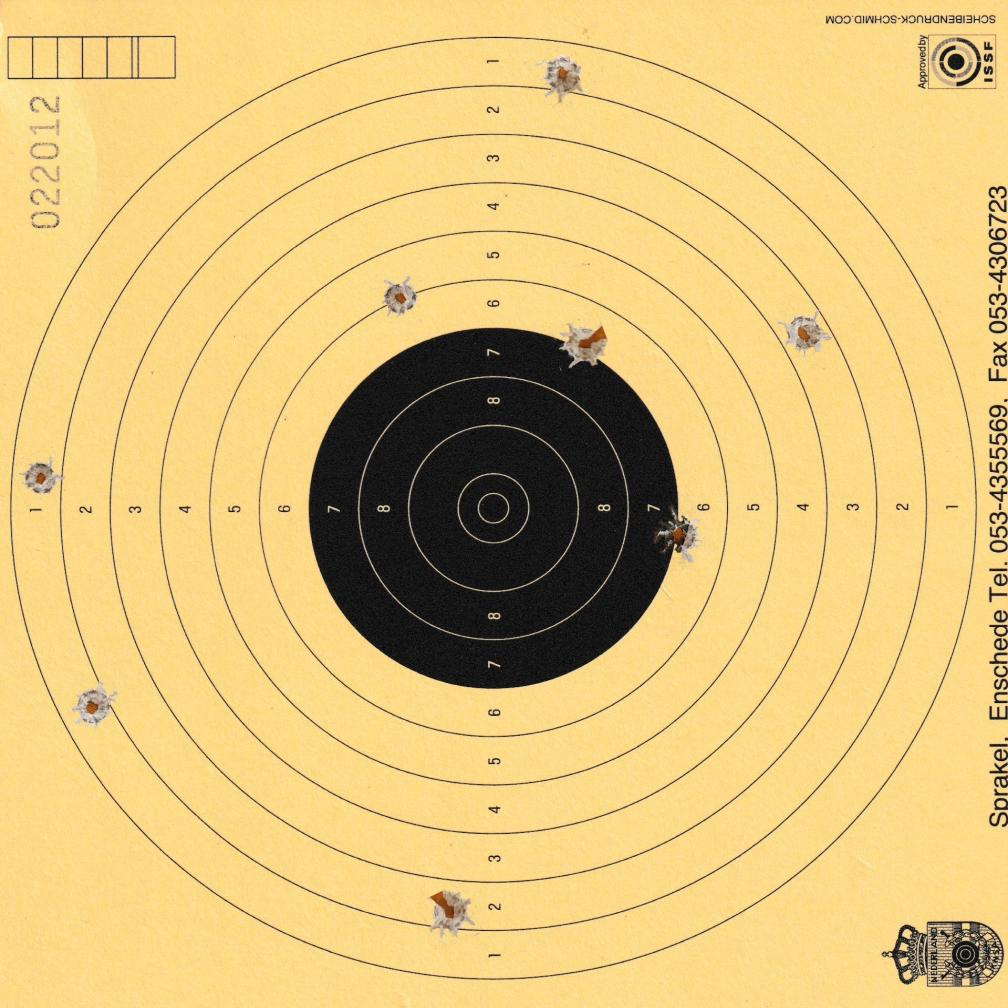 SCHEIBENDRUCK-SCHMID.COM
Approved by
ISSF
022012
1
2
3
4
5
6
7
8
1 2 3 4 5 6 7 8 8 7 6 5 4 3 2 1
8
7
6
5
4
3
2
1
Sprakel, Enschede Tel. 053-4355569, Fax 053-4306723
NEDERLAND